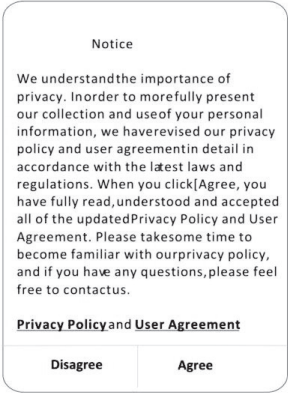 Notice
We understandthe importance of
privacy. Inorder to morefully present
our collection and useof your personal
information, we haverevised our privacy
policy and user agreementin detail in
accordance with the latest laws and
regulations. When you click[Agree, you
have fully read,understood and accepted
all of the updatedPrivacy Policy and User
Agreement. Please takesome time to
become familiar with ourprivacy policy,
and if you have any questions,please feel
free to contactus.
Privacy Policyand User Agreement
Disagree Agree